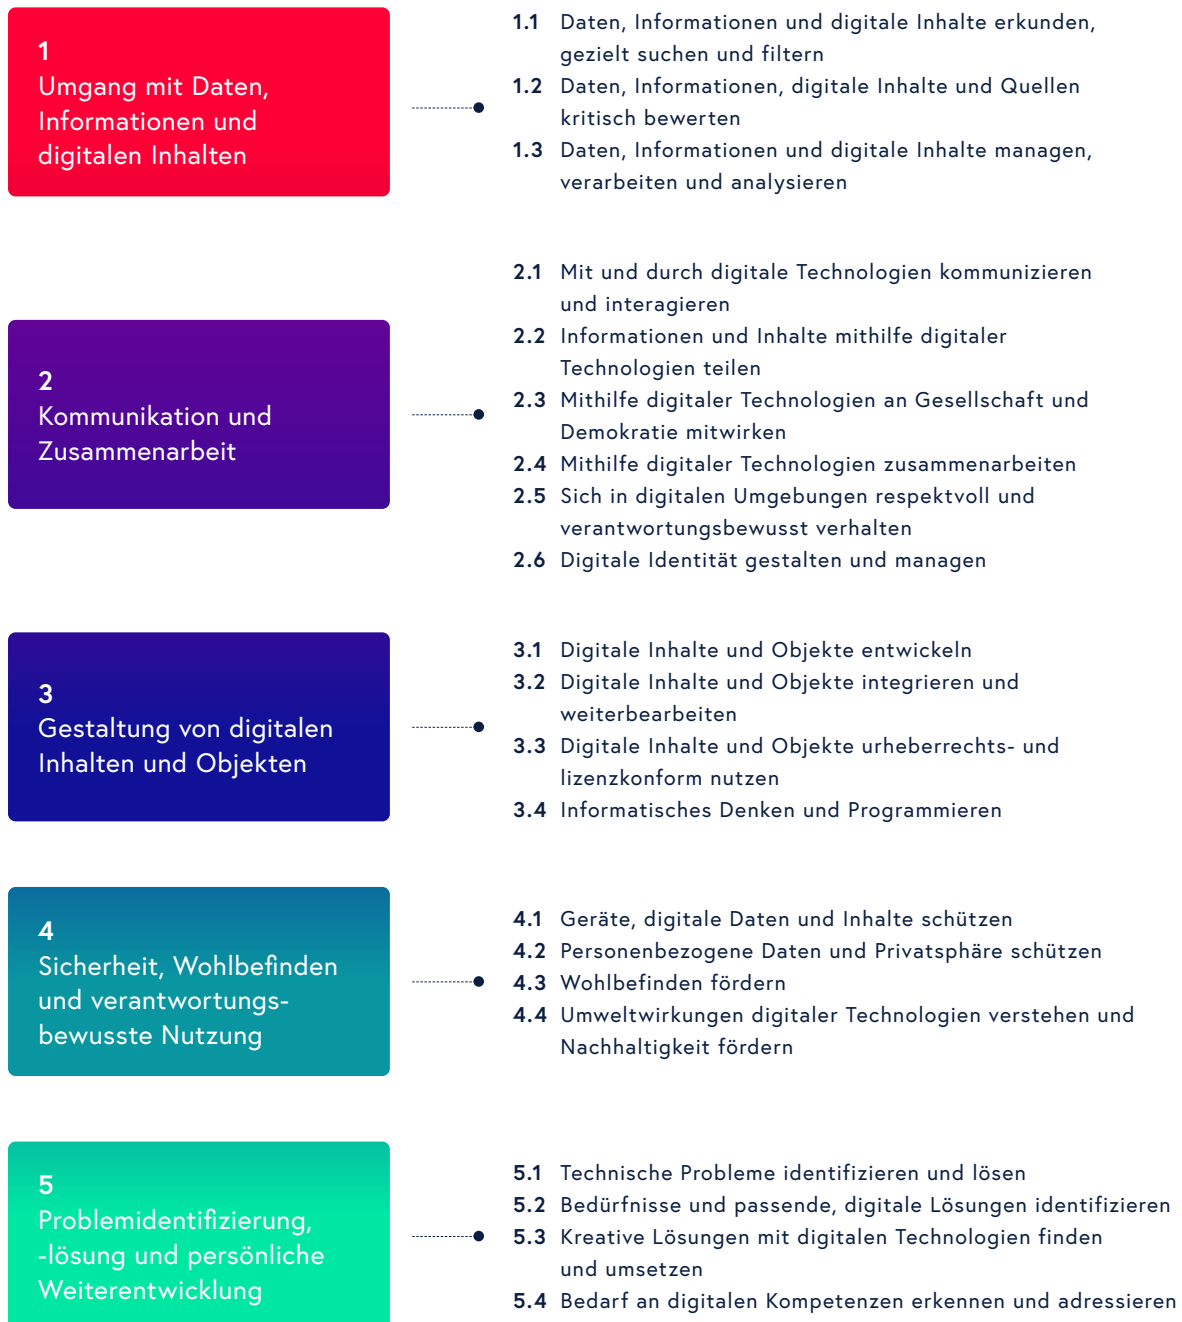 1
Umgang mit Daten,
Informationen und
digitalen Inhalten
1.1 Daten, Informationen und digitale Inhalte erkunden,
gezielt suchen und filtern
1.2 Daten, Informationen, digitale Inhalte und Quellen
kritisch bewerten
1.3 Daten, Informationen und digitale Inhalte managen,
verarbeiten und analysieren
2
Kommunikation und
Zusammenarbeit
2.1 Mit und durch digitale Technologien kommunizieren
und interagieren
2.2 Informationen und Inhalte mithilfe digitaler
Technologien teilen
2.3 Mithilfe digitaler Technologien an Gesellschaft und
Demokratie mitwirken
2.4 Mithilfe digitaler Technologien zusammenarbeiten
2.5 Sich in digitalen Umgebungen respektvoll und
verantwortungsbewusst verhalten
2.6 Digitale Identität gestalten und managen
3
Gestaltung von digitalen
Inhalten und Objekten
3.1 Digitale Inhalte und Objekte entwickeln
3.2 Digitale Inhalte und Objekte integrieren und
weiterbearbeiten
3.3 Digitale Inhalte und Objekte urheberrechts- und
lizenzkonform nutzen
3.4 Informatisches Denken und Programmieren
4
Sicherheit, Wohlbefinden
und verantwortungs-
bewusste Nutzung
4.1 Geräte, digitale Daten und Inhalte schützen
4.2 Personenbezogene Daten und Privatsphäre schützen
4.3 Wohlbefinden fördern
4.4 Umweltwirkungen digitaler Technologien verstehen und
Nachhaltigkeit fördern
5
Problemidentifizierung,
-lösung und persönliche
Weiterentwicklung
5.1 Technische Probleme identifizieren und lösen
5.2 Bedürfnisse und passende, digitale Lösungen identifizieren
5.3 Kreative Lösungen mit digitalen Technologien finden
und umsetzen
5.4 Bedarf an digitalen Kompetenzen erkennen und adressieren